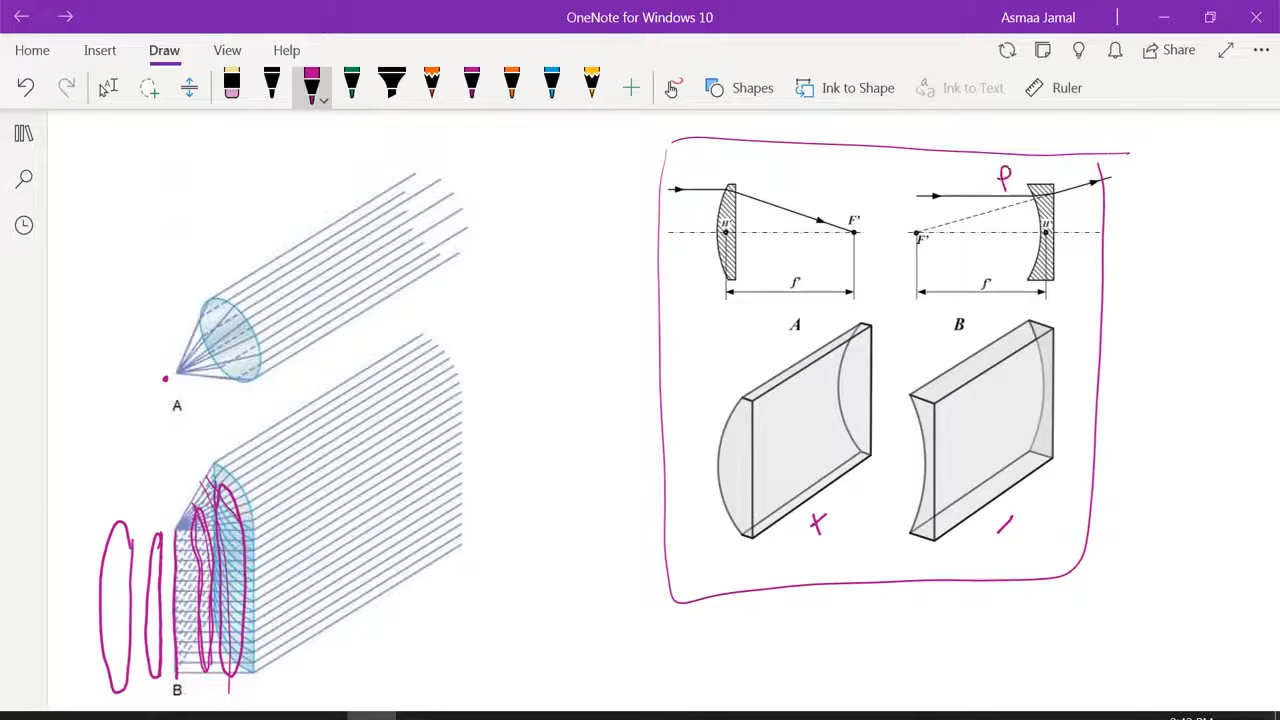 OneNote for Windows 10
Asmaa Jamal
Home Insert Draw View Help
Share
Shapes Ink to Shape Ink to Text Ruler
P
H'
F'
f'
F'
H'
f'
A B
A
+ -
B